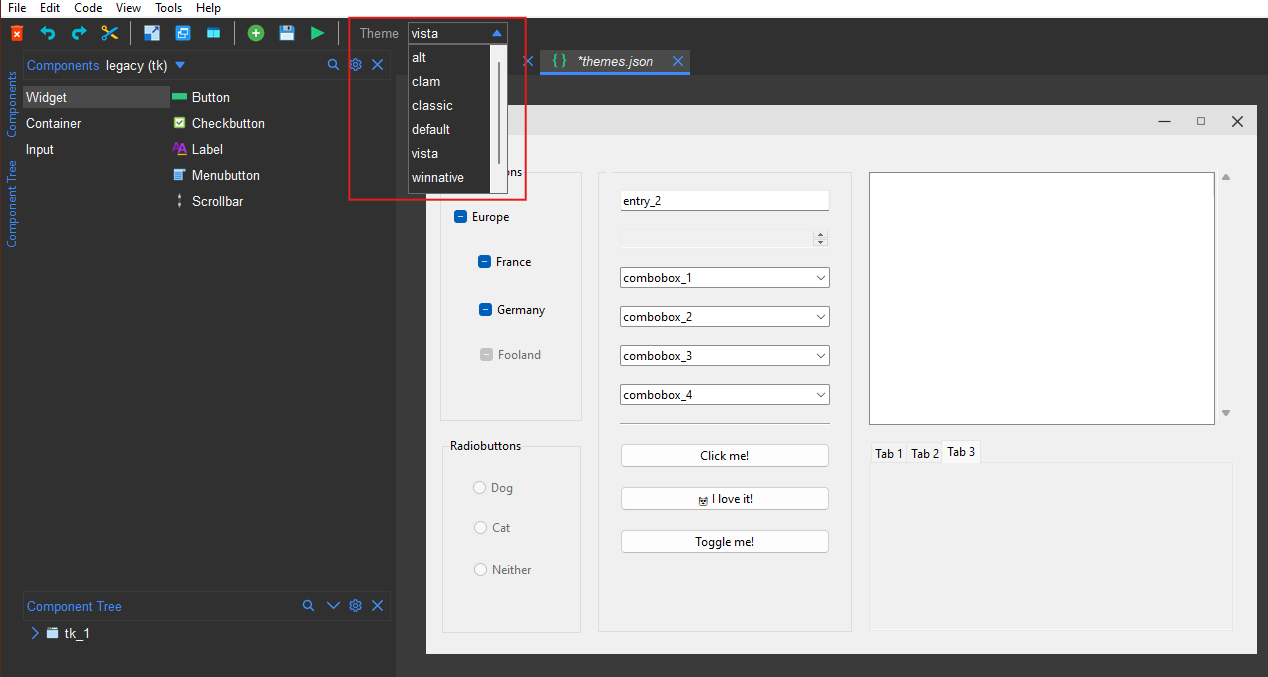 File Edit Code View Tools Help
Theme vista
alt
clam
classic
default
vista
winnative
Components legacy (tk)
*themes.json
Components
Component Tree
Widget
Container
Input
Button
Checkbutton
Label
Menubutton
Scrollbar
Europe
France
Germany
Fooland
Radiobuttons
Dog
Cat
Neither
entry_2
combobox_1
combobox_2
combobox_3
combobox_4
Click me!
I love it!
Toggle me!
Tab 1 Tab 2 Tab 3
Component Tree
tk_1